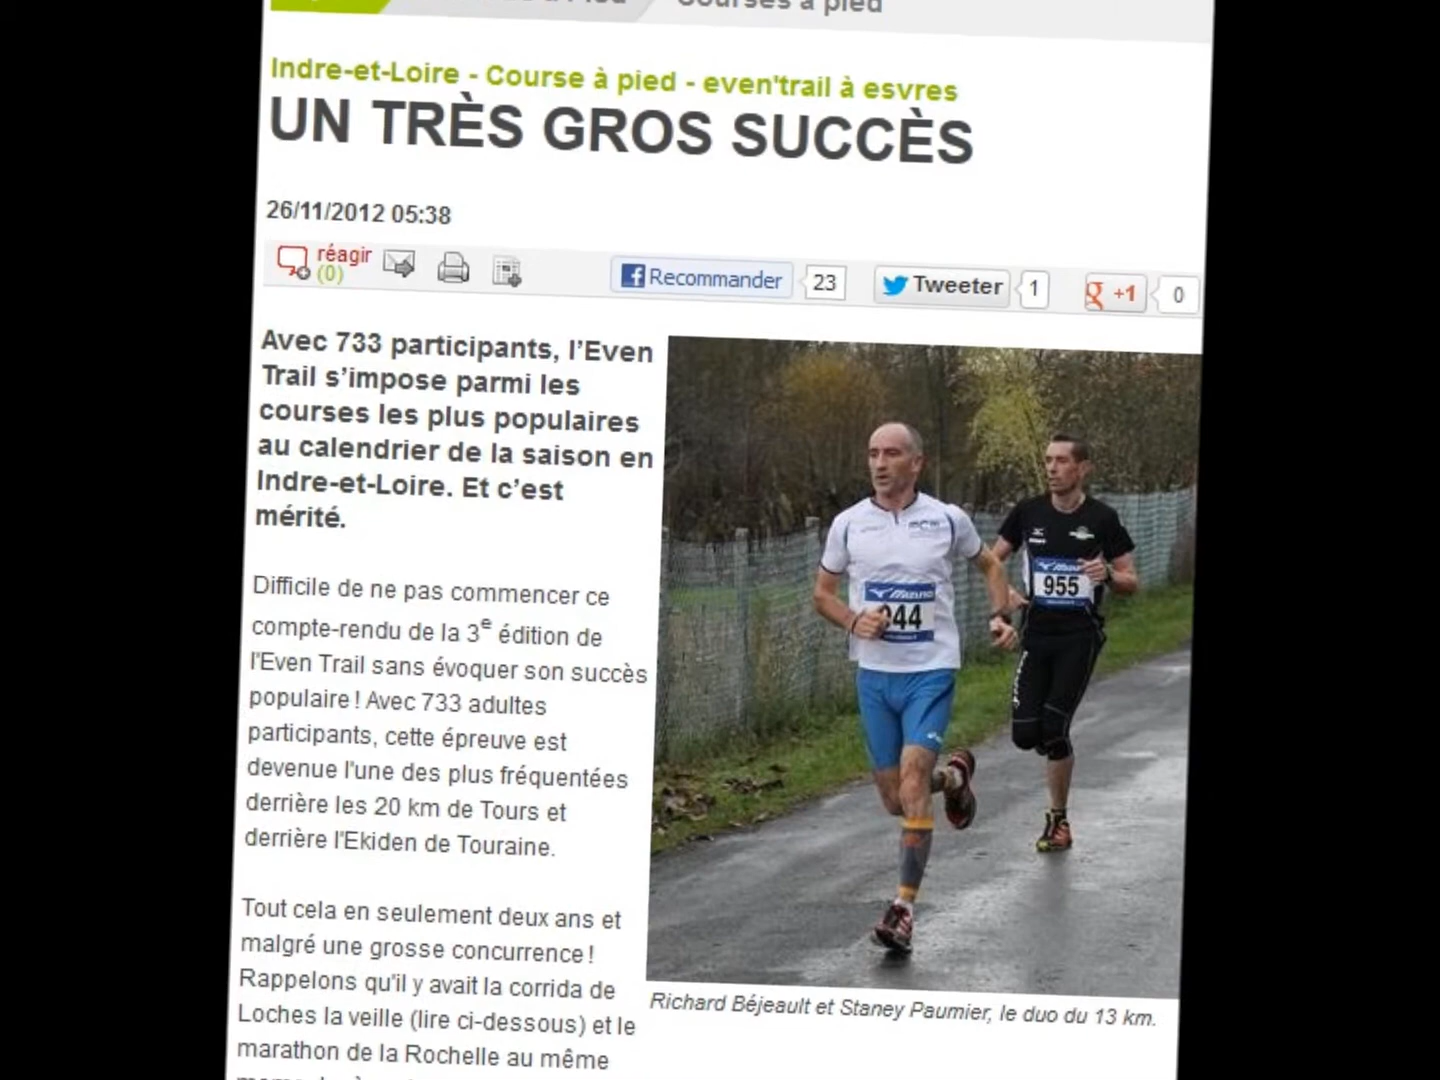 Courses à pied
Indre-et-Loire - Course à pied - even'trail à esvres
UN TRÈS GROS SUCCÈS
26/11/2012 05:38
réagir
(0)
Recommander
23
Tweeter
1
g +1
0
Avec 733 participants, l’Even
Trail s’impose parmi les
courses les plus populaires
au calendrier de la saison en
Indre-et-Loire. Et c’est
mérité.
Difficile de ne pas commencer ce
compte-rendu de la 3e édition de
l'Even Trail sans évoquer son succès
populaire ! Avec 733 adultes
participants, cette épreuve est
devenue l'une des plus fréquentées
derrière les 20 km de Tours et
derrière l'Ekiden de Touraine.
Tout cela en seulement deux ans et
malgré une grosse concurrence !
Rappelons qu'il y avait la corrida de
Loches la veille (lire ci-dessous) et le
marathon de la Rochelle au même
Mizuno
44
955
Richard Béjeault et Staney Paumier, le duo du 13 km.